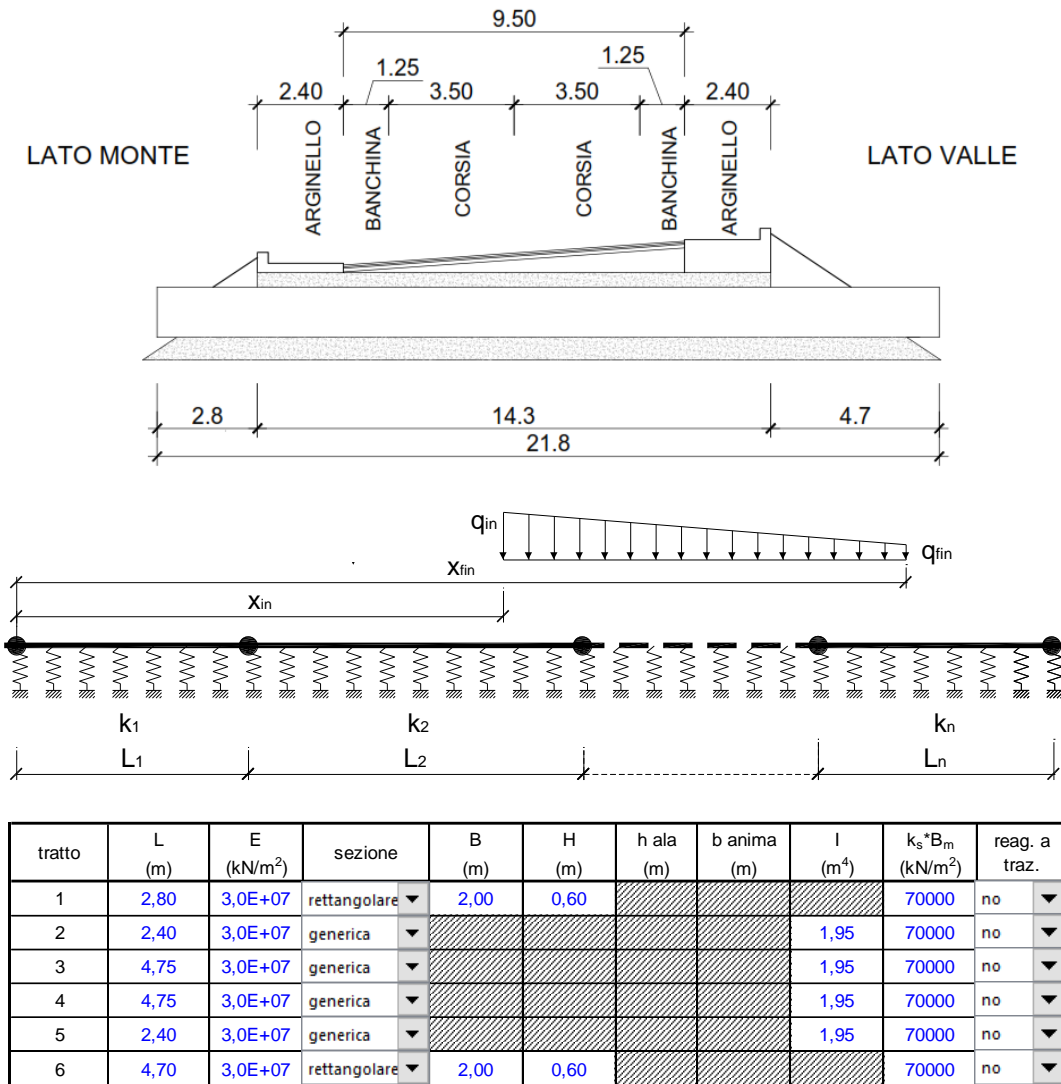 9.50
1.25 1.25
2.40 3.50 3.50 2.40
LATO MONTE LATO VALLE
ARGINELLO BANCHINA CORSIA CORSIA BANCHINA ARGINELLO
2.8 14.3 4.7
21.8
qin
qfin
xfin
xin
k1 k2 kn
L1 L2 Ln
tratto L (m) E (kN/m²) sezione B (m) H (m) h ala (m) b anima (m) I (m⁴) ks*Bm (kN/m²) reag. a traz.
1 2,80 3,0E+07 rettangolare 2,00 0,60 70000 no
2 2,40 3,0E+07 generica 1,95 70000 no
3 4,75 3,0E+07 generica 1,95 70000 no
4 4,75 3,0E+07 generica 1,95 70000 no
5 2,40 3,0E+07 generica 1,95 70000 no
6 4,70 3,0E+07 rettangolare 2,00 0,60 70000 no